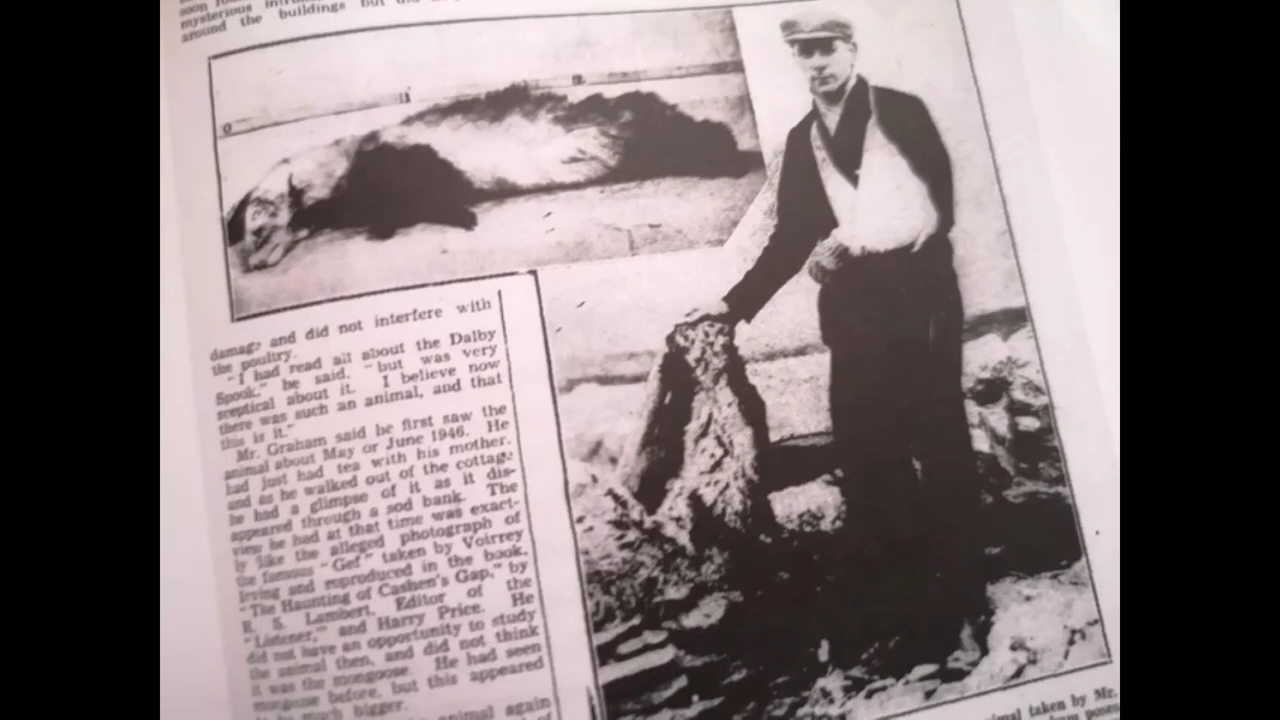 mysterious
around the buildings but
damage and did not interfere with
the poultry.
"I had read all about the Dalby
Spook," he said, "but was very
sceptical about it. I believe now
there was such an animal, and that
this is it."
Mr. Graham said he first saw the
animal about May or June 1946. He
had just had tea with his mother,
and as he walked out of the cottage
he had a glimpse of it as it dis-
appeared through a sod bank. The
view he had at that time was exact-
ly like the alleged photograph of
the famous "Gef" taken by Voirrey
Irving and reproduced in the book,
"The Haunting of Cashen's Gap," by
R. S. Lambert, Editor of the
"Listener," and Harry Price. He
did not have an opportunity to study
the animal then, and did not think
it was the mongoose. He had seen
mongoose before, but this appeared
much bigger.
animal again
taken by Mr.
poses